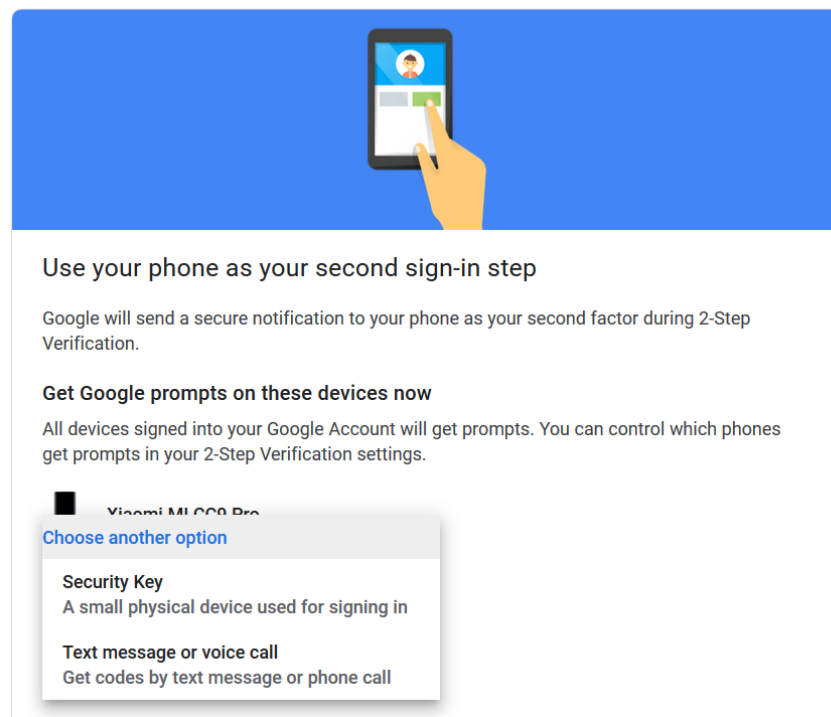 Use your phone as your second sign-in step
Google will send a secure notification to your phone as your second factor during 2-Step
Verification.
Get Google prompts on these devices now
All devices signed into your Google Account will get prompts. You can control which phones
get prompts in your 2-Step Verification settings.
Xiaomi MI CC9 Pro
Choose another option
Security Key
A small physical device used for signing in
Text message or voice call
Get codes by text message or phone call